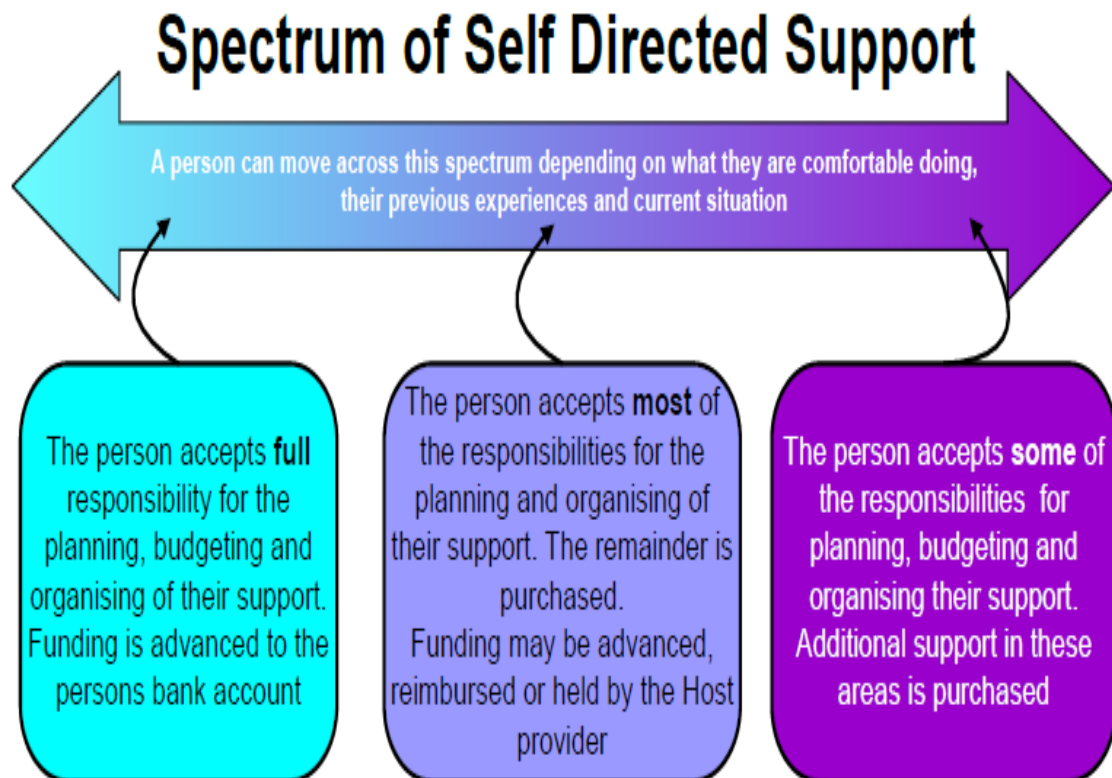 Spectrum of Self Directed Support
A person can move across this spectrum depending on what they are comfortable doing,
their previous experiences and current situation
The person accepts full
responsibility for the
planning, budgeting and
organising of their support.
Funding is advanced to the
persons bank account
The person accepts most of
the responsibilities for the
planning and organising of
their support. The remainder is
purchased.
Funding may be advanced,
reimbursed or held by the Host
provider
The person accepts some of
the responsibilities for
planning, budgeting and
organising their support.
Additional support in these
areas is purchased